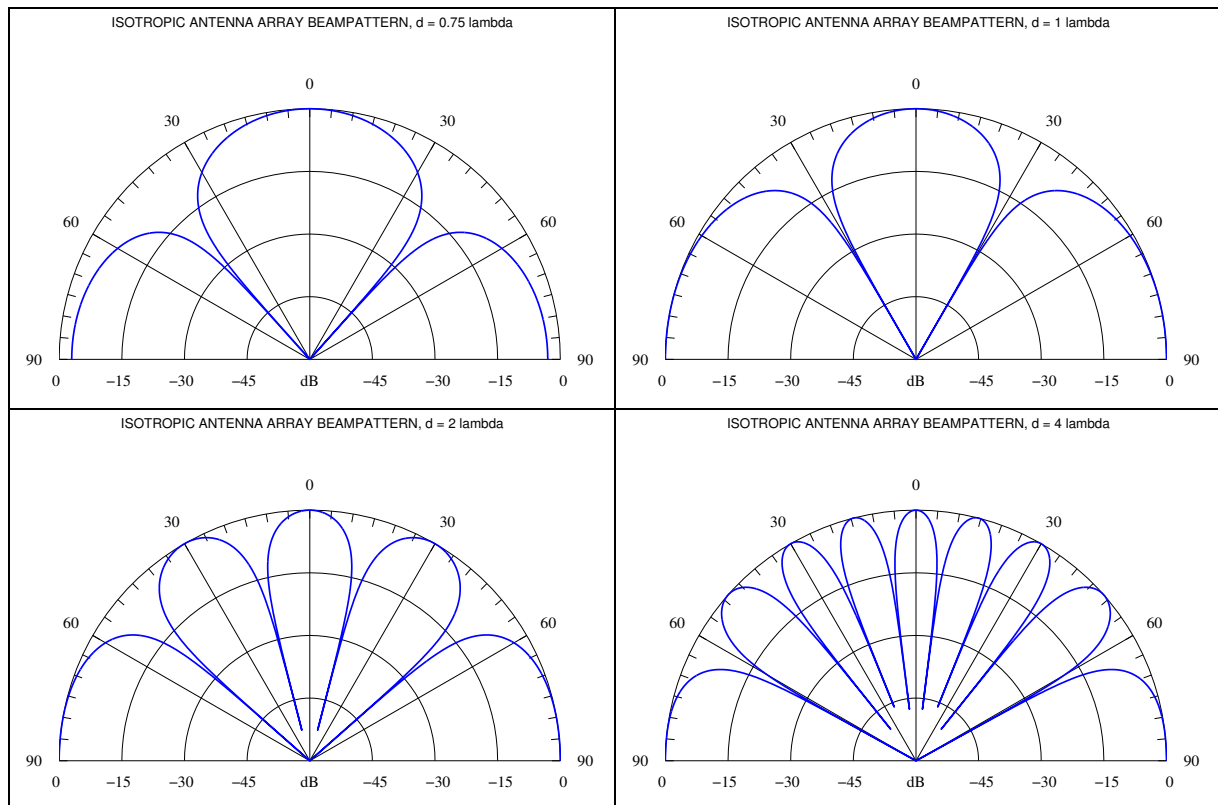 ISOTROPIC ANTENNA ARRAY BEAMPATTERN, d = 0.75 lambda
0
30 30
60 60
90 90
0 −15 −30 −45 dB −45 −30 −15 0
ISOTROPIC ANTENNA ARRAY BEAMPATTERN, d = 1 lambda
0
30 30
60 60
90 90
0 −15 −30 −45 dB −45 −30 −15 0
ISOTROPIC ANTENNA ARRAY BEAMPATTERN, d = 2 lambda
0
30 30
60 60
90 90
0 −15 −30 −45 dB −45 −30 −15 0
ISOTROPIC ANTENNA ARRAY BEAMPATTERN, d = 4 lambda
0
30 30
60 60
90 90
0 −15 −30 −45 dB −45 −30 −15 0